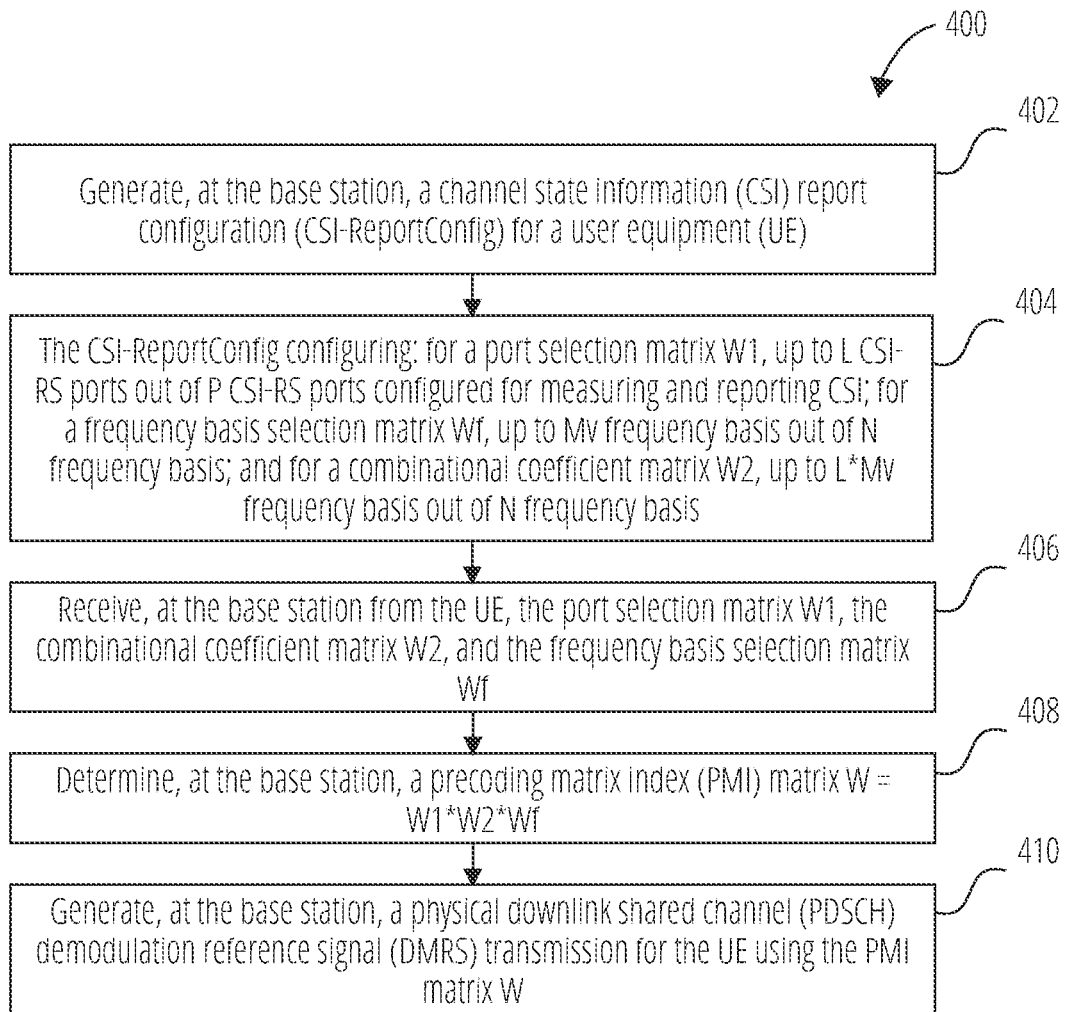 400
402
Generate, at the base station, a channel state information (CSI) report
configuration (CSI-ReportConfig) for a user equipment (UE)
404
The CSI-ReportConfig configuring: for a port selection matrix W1, up to L CSI-
RS ports out of P CSI-RS ports configured for measuring and reporting CSI; for
a frequency basis selection matrix Wf, up to Mv frequency basis out of N
frequency basis; and for a combinational coefficient matrix W2, up to L*Mv
frequency basis out of N frequency basis
406
Receive, at the base station from the UE, the port selection matrix W1, the
combinational coefficient matrix W2, and the frequency basis selection matrix
Wf
408
Determine, at the base station, a precoding matrix index (PMI) matrix W =
W1*W2*Wf
410
Generate, at the base station, a physical downlink shared channel (PDSCH)
demodulation reference signal (DMRS) transmission for the UE using the PMI
matrix W